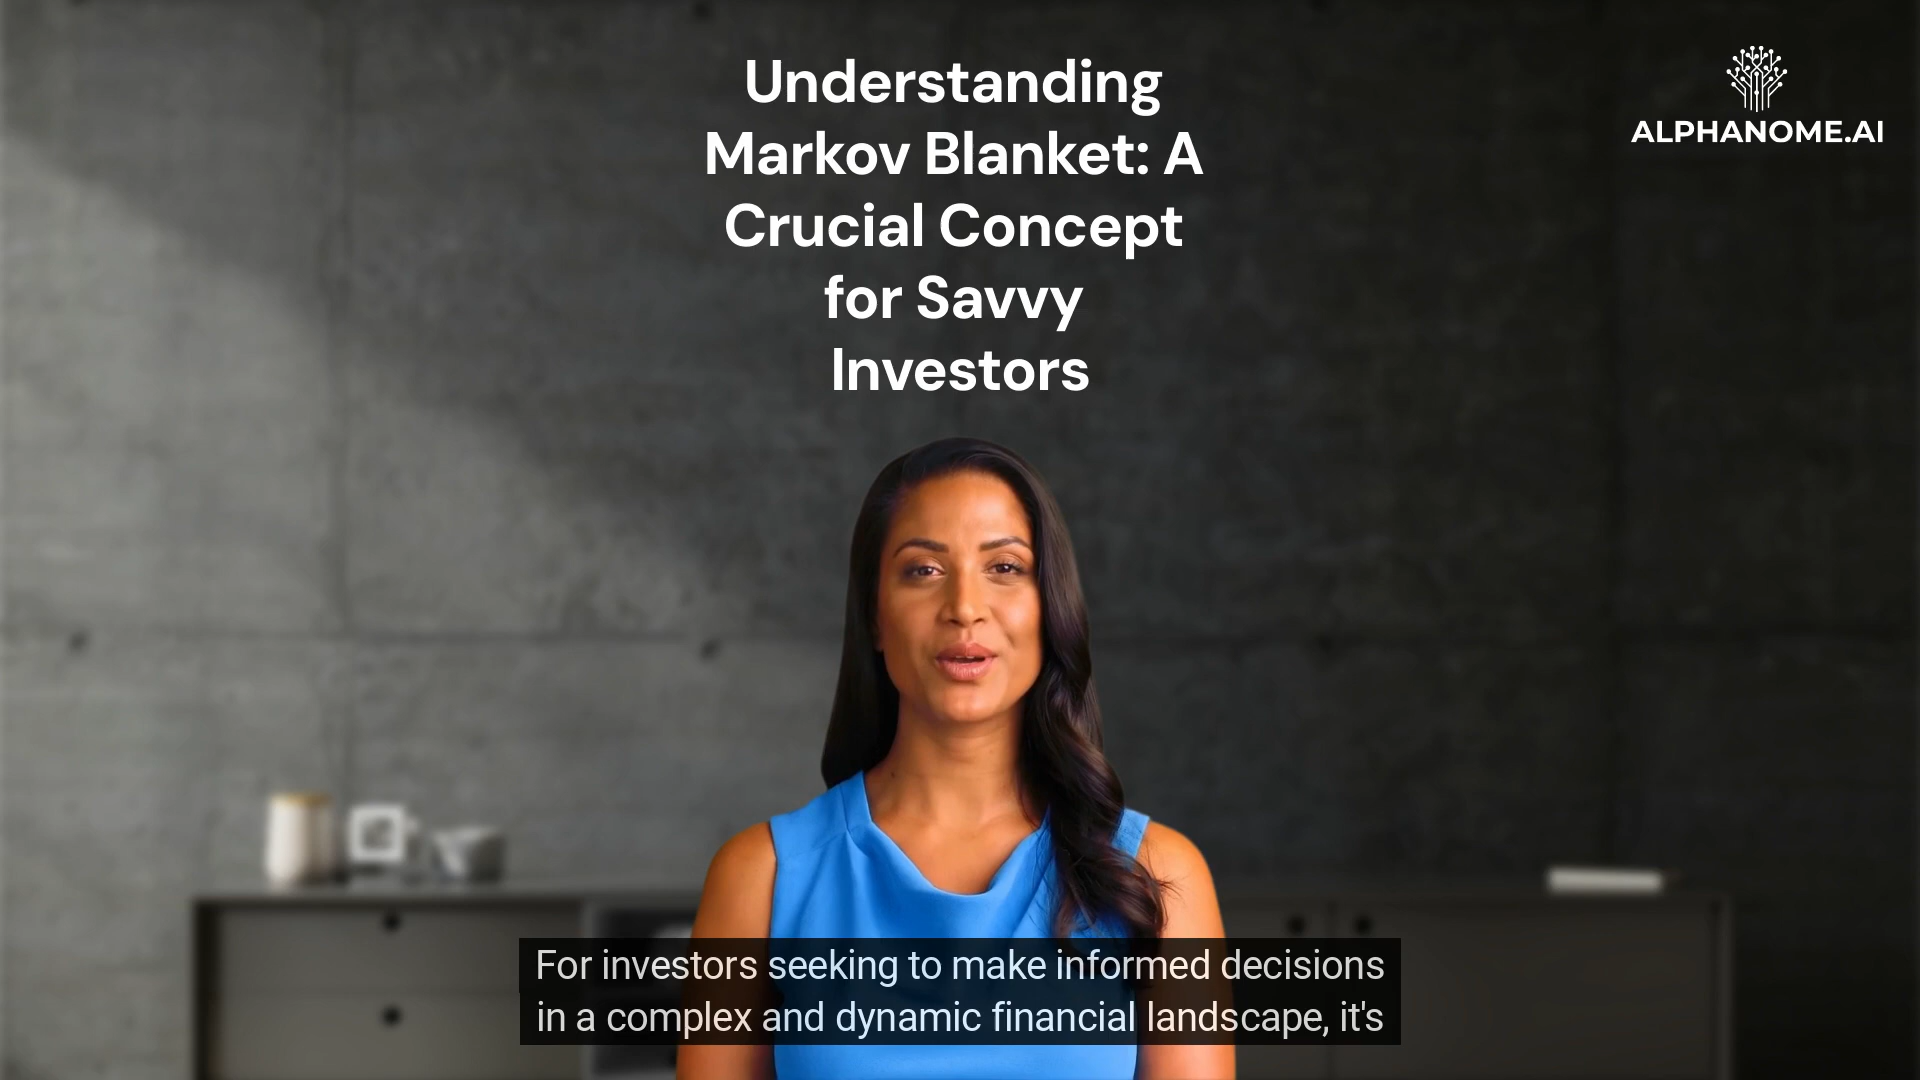 Understanding
Markov Blanket: A
Crucial Concept
for Savvy
Investors
ALPHANOME.AI
For investors seeking to make informed decisions
in a complex and dynamic financial landscape, it's